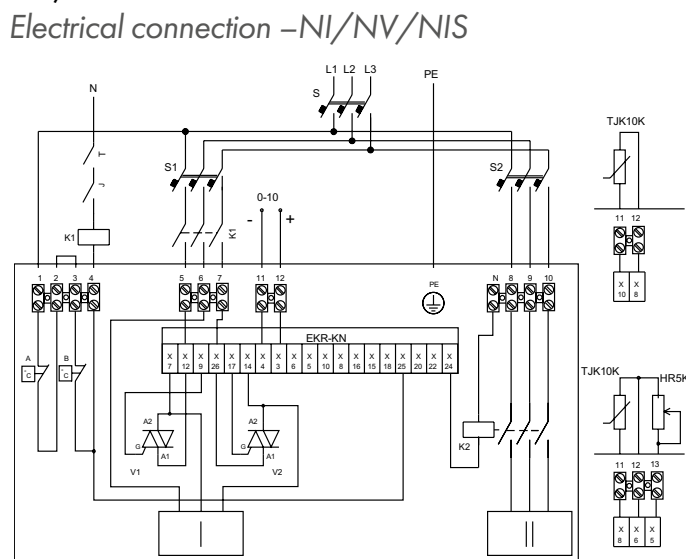 Electrical connection –NI/NV/NIS
L1 L2 L3
PE
N
S
TJK10K
T
S1
S2
J
0-10
- +
K1
K1
11 12
1 2 3 4 5 6 7 11 12 N 8 9 10
PE
X X
10 8
EKR-KN
X X X X X X X X X X X X X X X X X
7 12 9 26 17 14 4 3 6 5 10 8 16 15 18 25 20 22 24
A
°C
B
°C
TJK10K
HR5K
A2
G
A1
A2
G
A1
K2
V1
V2
11 12 13
I
II
X X X
8 6 5